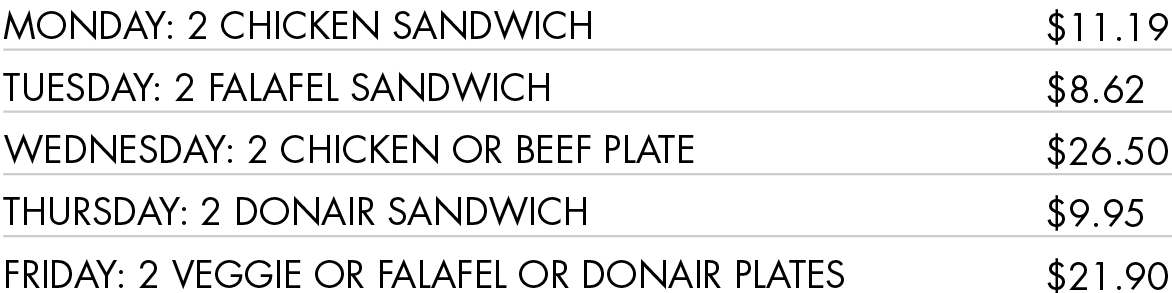 MONDAY: 2 CHICKEN SANDWICH $11.19
TUESDAY: 2 FALAFEL SANDWICH $8.62
WEDNESDAY: 2 CHICKEN OR BEEF PLATE $26.50
THURSDAY: 2 DONAIR SANDWICH $9.95
FRIDAY: 2 VEGGIE OR FALAFEL OR DONAIR PLATES $21.90